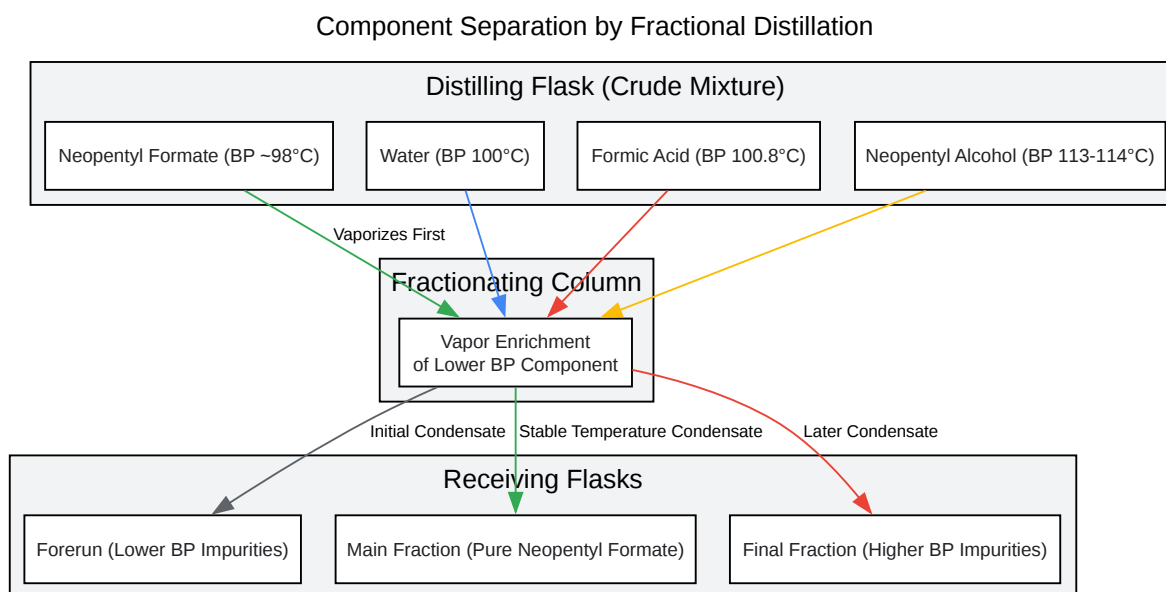 Component Separation by Fractional Distillation
Distilling Flask (Crude Mixture)
Neopentyl Formate (BP ~98°C)
Water (BP 100°C)
Formic Acid (BP 100.8°C)
Neopentyl Alcohol (BP 113-114°C)
Vaporizes First
Fractionating Column
Vapor Enrichment
of Lower BP Component
Initial Condensate
Stable Temperature Condensate
Later Condensate
Receiving Flasks
Forerun (Lower BP Impurities)
Main Fraction (Pure Neopentyl Formate)
Final Fraction (Higher BP Impurities)